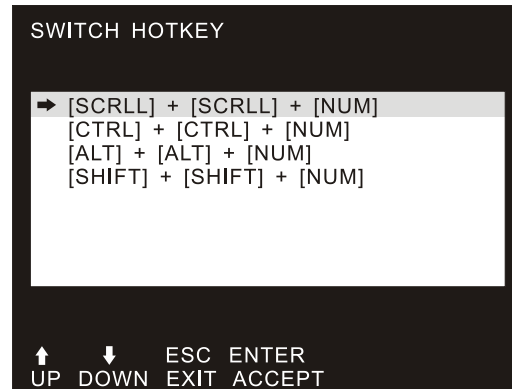 SWITCH HOTKEY
➡ [SCRLL] + [SCRLL] + [NUM]
[CTRL] + [CTRL] + [NUM]
[ALT] + [ALT] + [NUM]
[SHIFT] + [SHIFT] + [NUM]
⬆ ⬇ ESC ENTER
UP DOWN EXIT ACCEPT